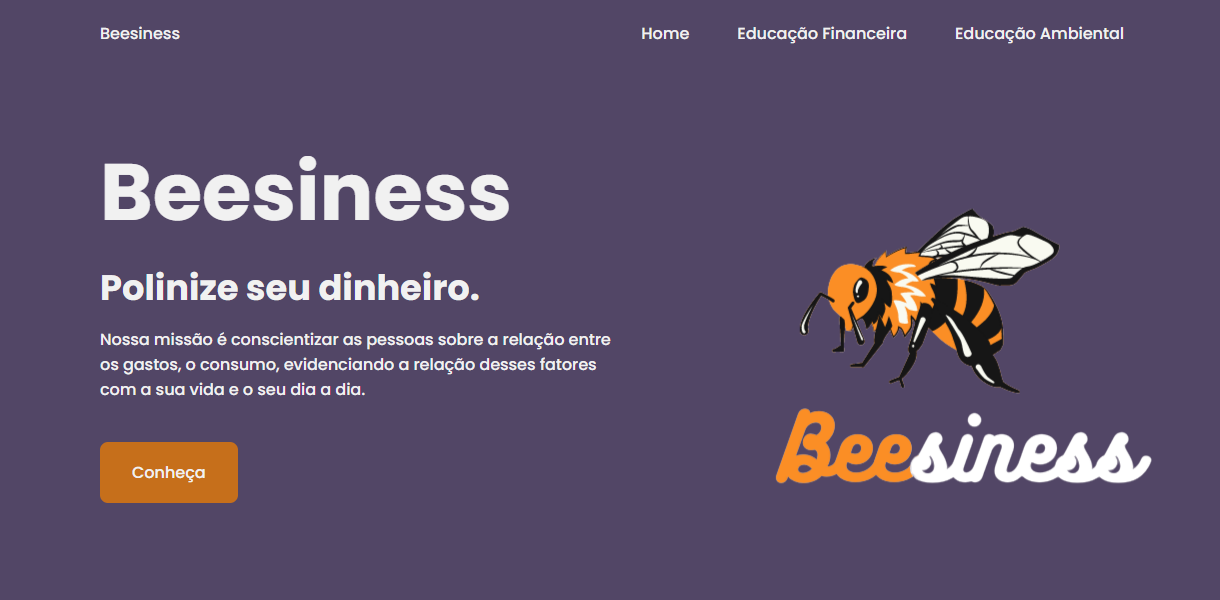 Beesiness
Home
Educação Financeira
Educação Ambiental
Beesiness
Polinize seu dinheiro.
Nossa missão é conscientizar as pessoas sobre a relação entre
os gastos, o consumo, evidenciando a relação desses fatores
com a sua vida e o seu dia a dia.
Conheça
Beesiness